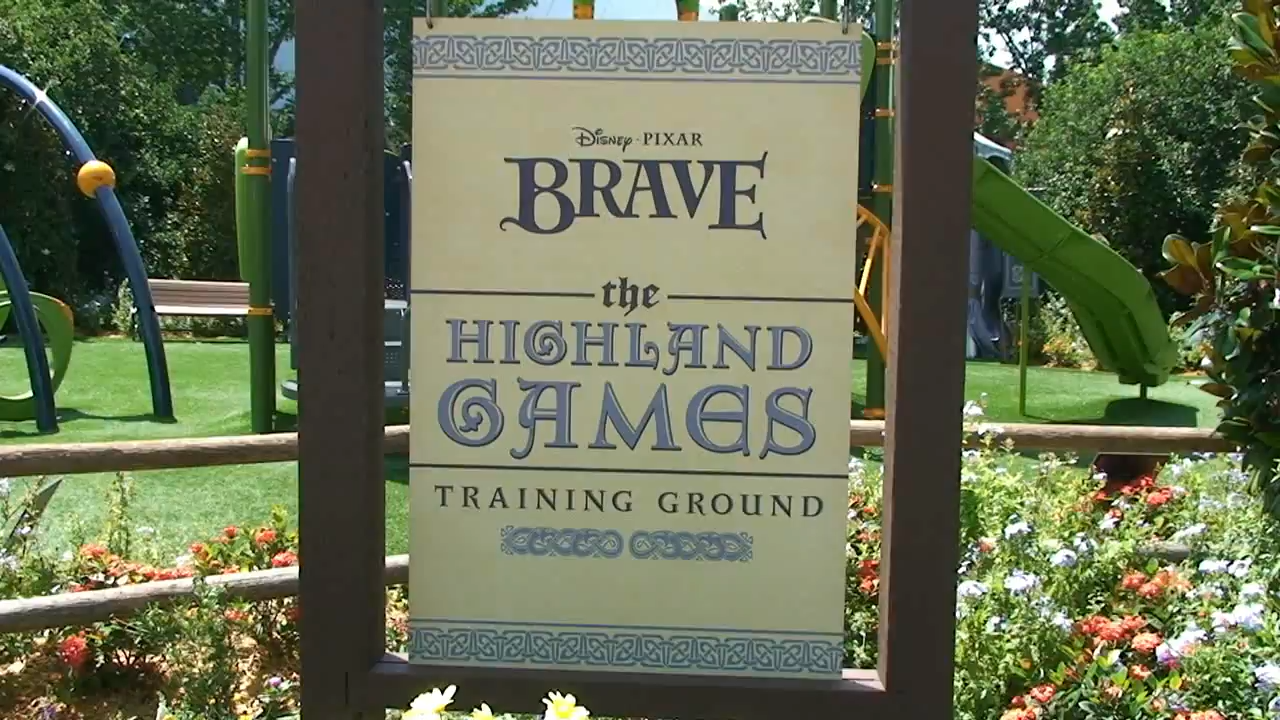 Disney · PIXAR
BRAVE
the
HIGHLAND
GAMES
TRAINING GROUND